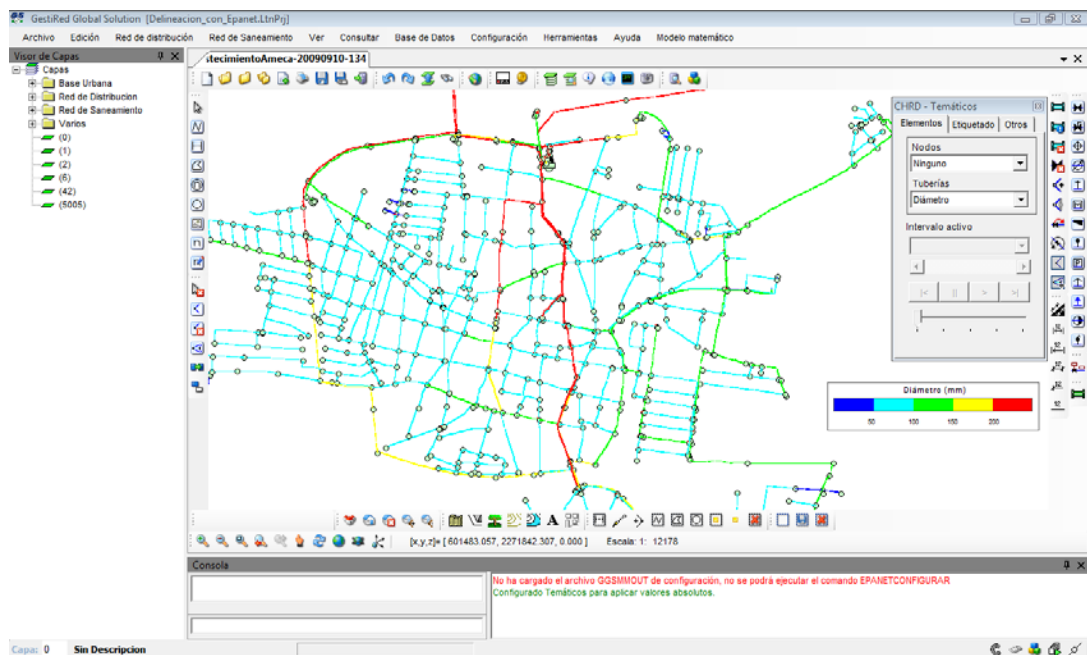 GestiRed Global Solution [Delineacion_con_Epanet.LtnPrj]
Archivo Edición Red de distribución Red de Saneamiento Ver Consultar Base de Datos Configuración Herramientas Ayuda Modelo matemático
Visor de Capas
Capas
Base Urbana
Red de Distribucion
Red de Saneamiento
Varios
(0)
(1)
(2)
(6)
(42)
(5005)
itecimientoAmeca-20090910-134
CHRD - Temáticos
Elementos Etiquetado Otros
Nodos
Ninguno
Tuberías
Diámetro
Intervalo activo
Diámetro (mm)
50 100 150 200
[x,y,z]= [ 601483.057, 2271842.307, 0.000 ] Escala: 1: 12178
Consola
No ha cargado el archivo GGSMMOUT de configuración, no se podrá ejecutar el comando EPANETCONFIGURAR
Configurado Temáticos para aplicar valores absolutos.
Capa: 0 Sin Descripcion